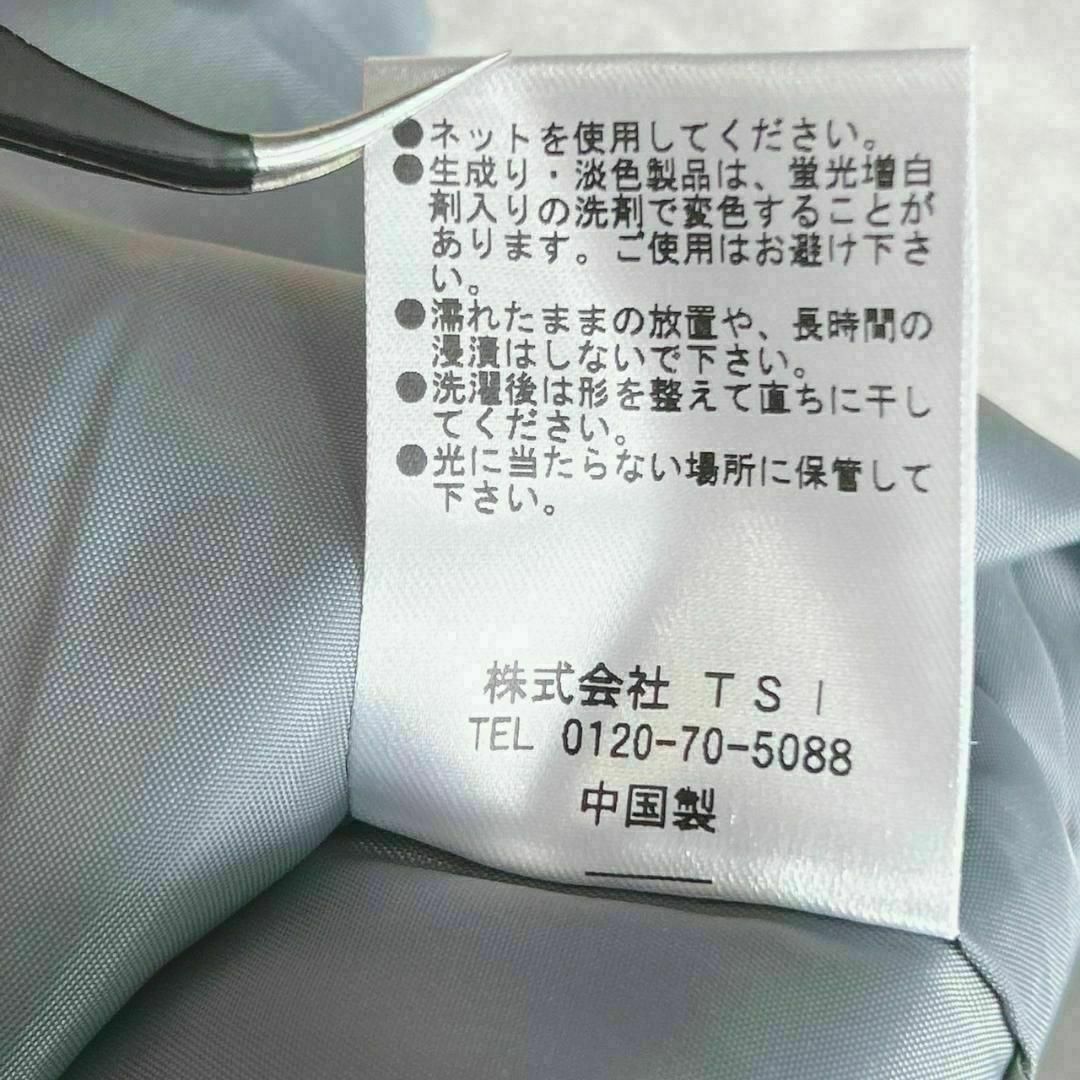 ●ネットを使用してください。
●生成り・淡色製品は、蛍光増白
剤入りの洗剤で変色することが
あります。ご使用はお避け下さ
い。
●濡れたままの放置や、長時間の
浸漬はしないで下さい。
●洗濯後は形を整えて直ちに干し
てください。
●光に当たらない場所に保管して
下さい。
株式会社 TSI
TEL 0120-70-5088
中国製